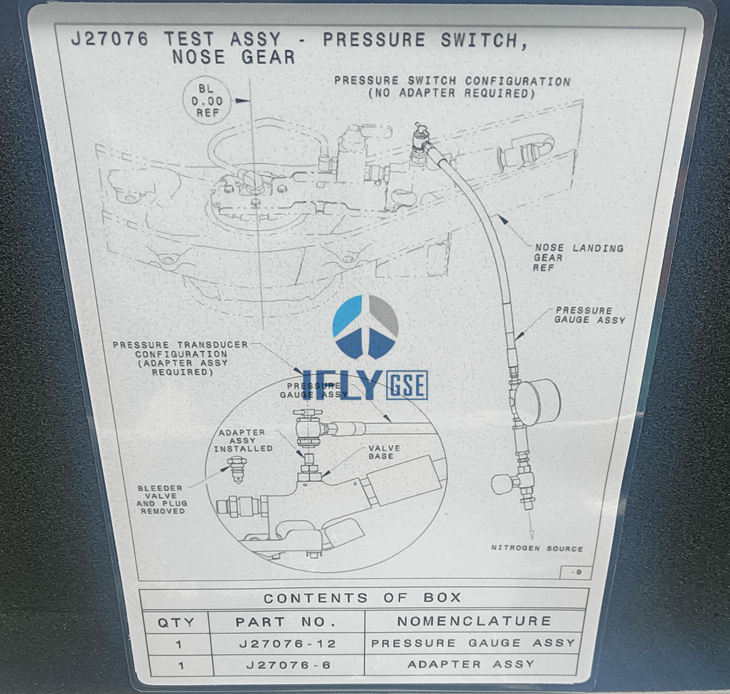 J27076 TEST ASSY - PRESSURE SWITCH,
NOSE GEAR
PRESSURE SWITCH CONFIGURATION
(NO ADAPTER REQUIRED)
BL
0.00
REF
NOSE LANDING
GEAR
REF
PRESSURE
GAUGE ASSY
PRESSURE TRANSDUCER
CONFIGURATION
(ADAPTER ASSY
REQUIRED)
IFLY GSE
PRESSURE
GAUGE ASSY
ADAPTER
ASSY
INSTALLED
VALVE
BASE
BLEEDER
VALVE
AND PLUG
REMOVED
NITROGEN SOURCE
CONTENTS OF BOX
QTY PART NO. NOMENCLATURE
1 J27076-12 PRESSURE GAUGE ASSY
1 J27076-6 ADAPTER ASSY